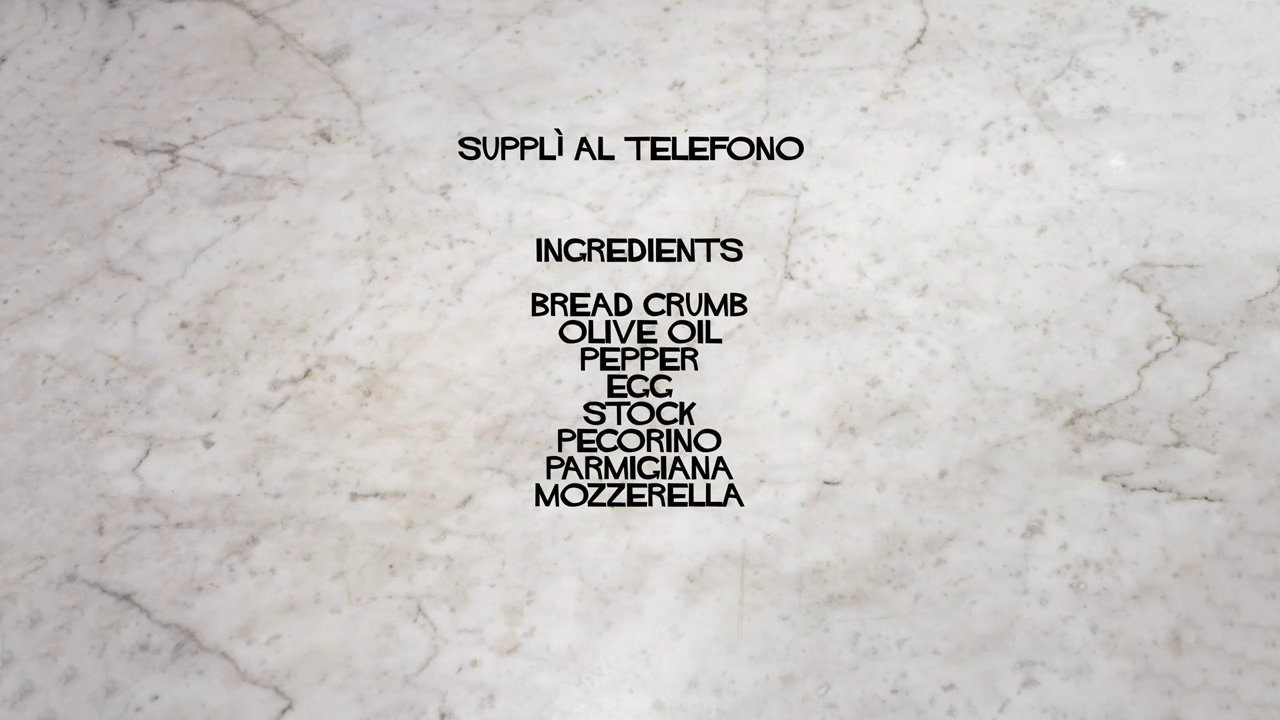 SUPPLÌ AL TELEFONO
INGREDIENTS
BREAD CRUMB
OLIVE OIL
PEPPER
EGG
STOCK
PECORINO
PARMIGIANA
MOZZERELLA